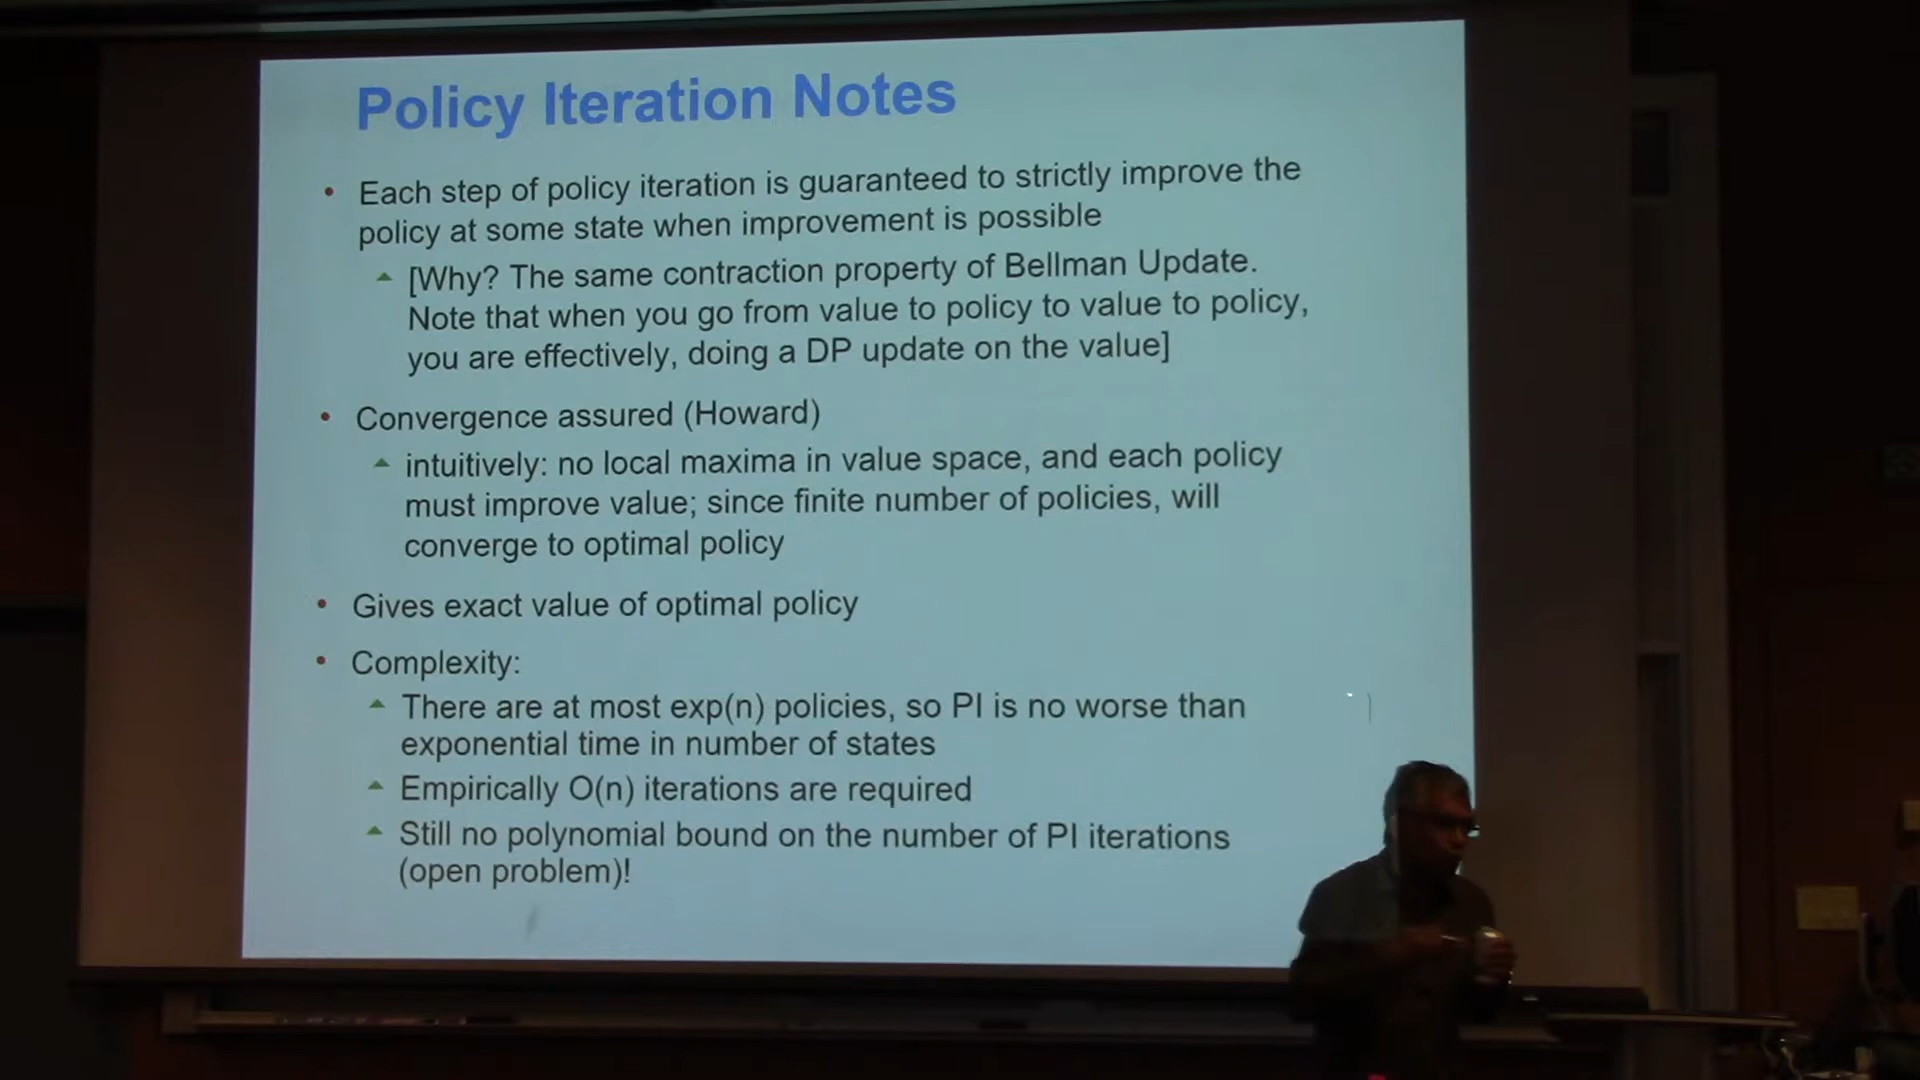 Policy Iteration Notes
• Each step of policy iteration is guaranteed to strictly improve the
policy at some state when improvement is possible
[Why? The same contraction property of Bellman Update.
Note that when you go from value to policy to value to policy,
you are effectively, doing a DP update on the value]
• Convergence assured (Howard)
intuitively: no local maxima in value space, and each policy
must improve value; since finite number of policies, will
converge to optimal policy
• Gives exact value of optimal policy
• Complexity:
There are at most exp(n) policies, so PI is no worse than
exponential time in number of states
Empirically O(n) iterations are required
Still no polynomial bound on the number of PI iterations
(open problem)!